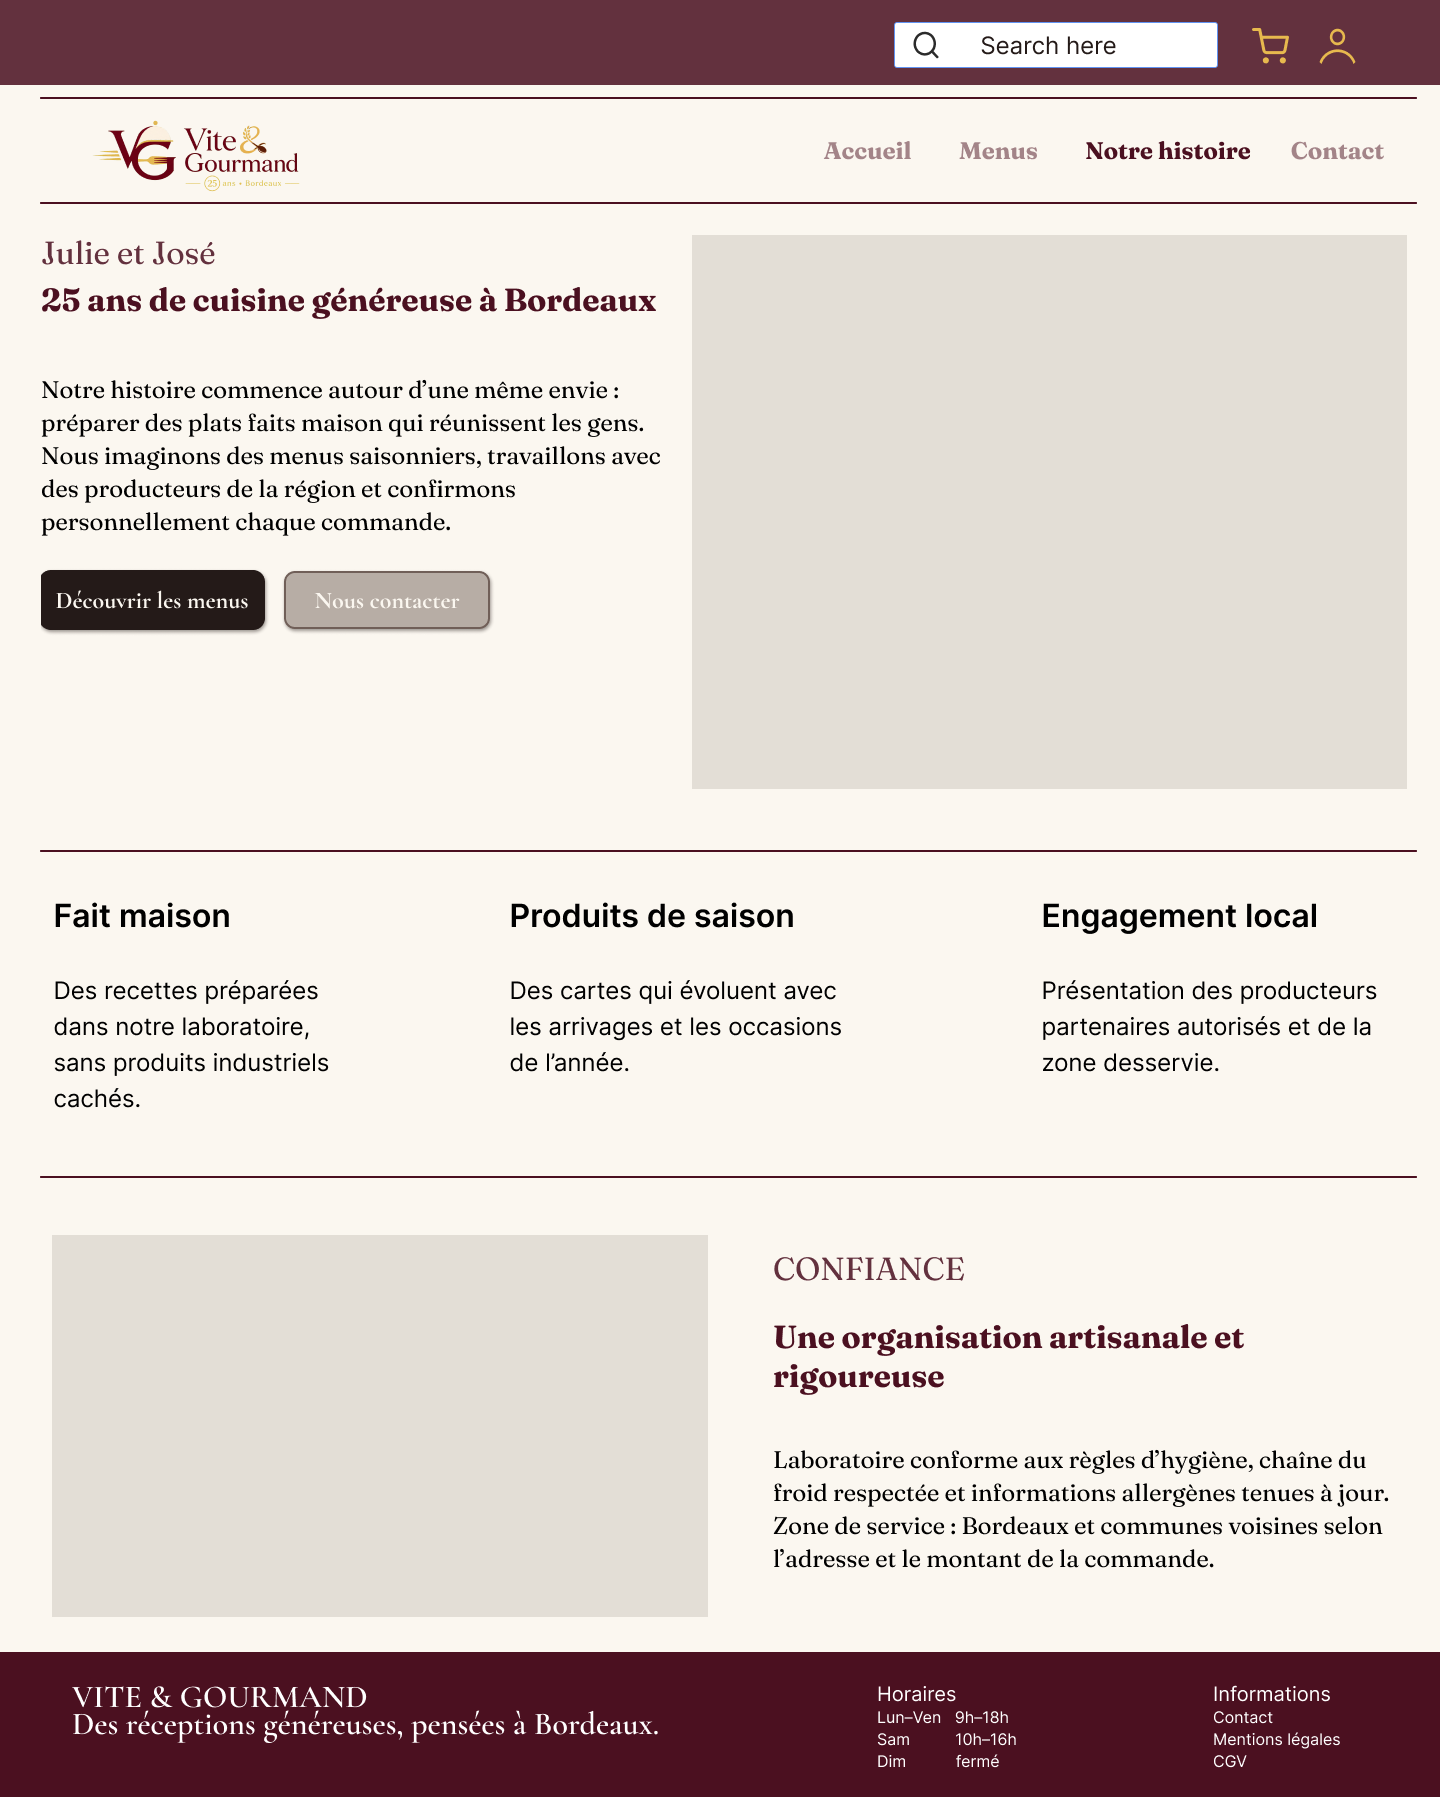 Search here
VG
Vite &
Gourmand
25 ans • Bordeaux
Accueil Menus Notre histoire Contact
Julie et José
25 ans de cuisine généreuse à Bordeaux
Notre histoire commence autour d’une même envie :
préparer des plats faits maison qui réunissent les gens.
Nous imaginons des menus saisonniers, travaillons avec
des producteurs de la région et confirmons
personnellement chaque commande.
Découvrir les menus
Nous contacter
Fait maison
Des recettes préparées
dans notre laboratoire,
sans produits industriels
cachés.
Produits de saison
Des cartes qui évoluent avec
les arrivages et les occasions
de l’année.
Engagement local
Présentation des producteurs
partenaires autorisés et de la
zone desservie.
CONFIANCE
Une organisation artisanale et
rigoureuse
Laboratoire conforme aux règles d’hygiène, chaîne du
froid respectée et informations allergènes tenues à jour.
Zone de service : Bordeaux et communes voisines selon
l’adresse et le montant de la commande.
VITE & GOURMAND
Des réceptions généreuses, pensées à Bordeaux.
Horaires
Lun–Ven 9h–18h
Sam 10h–16h
Dim fermé
Informations
Contact
Mentions légales
CGV